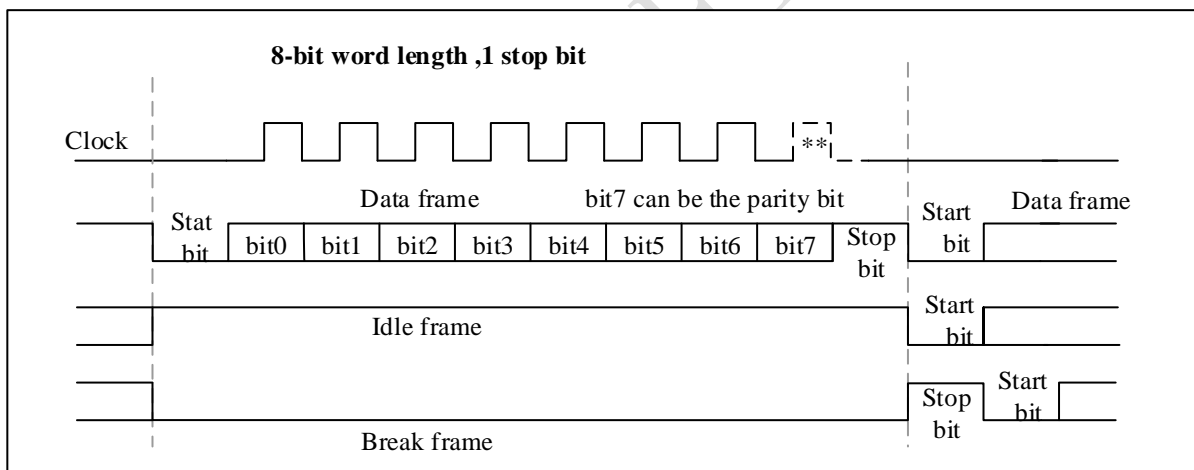 8-bit word length ,1 stop bit
Clock
**
Data frame
bit7 can be the parity bit
Data frame
Stat
bit
bit0
bit1
bit2
bit3
bit4
bit5
bit6
bit7
Stop
bit
Start
bit
Idle frame
Start
bit
Break frame
Stop
bit
Start
bit